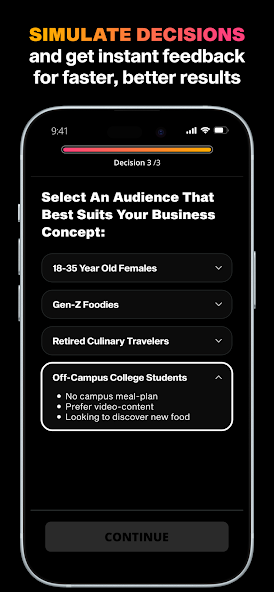 SIMULATE DECISIONS
and get instant feedback
for faster, better results
9:41
Decision 3 /3
Select An Audience That
Best Suits Your Business
Concept:
18-35 Year Old Females
Gen-Z Foodies
Retired Culinary Travelers
Off-Campus College Students
• No campus meal-plan
• Prefer video-content
• Looking to discover new food
CONTINUE